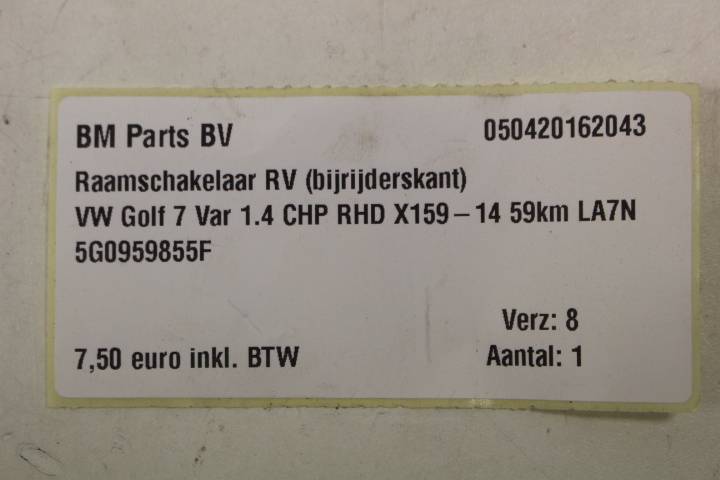 BM Parts BV 050420162043
Raamschakelaar RV (bijrijderskant)
VW Golf 7 Var 1.4 CHP RHD X159 – 14 59km LA7N
5G0959855F
Verz: 8
7,50 euro inkl. BTW Aantal: 1